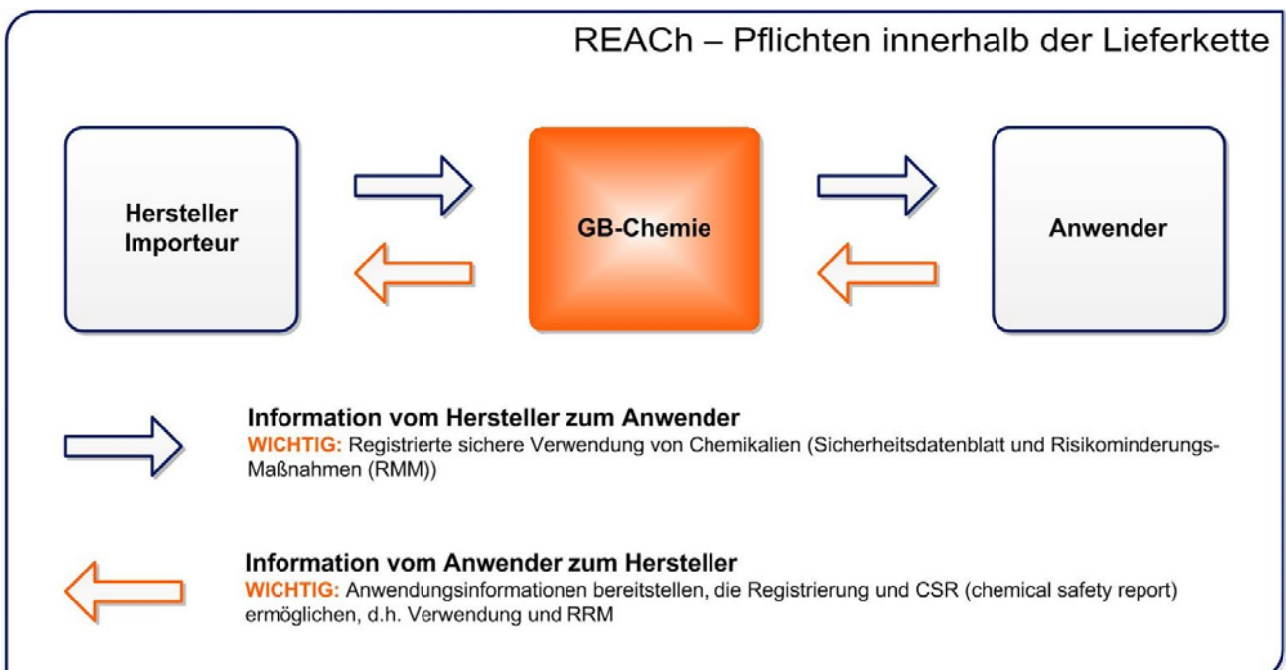 REACh – Pflichten innerhalb der Lieferkette
Hersteller
Importeur
GB-Chemie
Anwender
Information vom Hersteller zum Anwender
WICHTIG: Registrierte sichere Verwendung von Chemikalien (Sicherheitsdatenblatt und Risikominderungs-
Maßnahmen (RMM))
Information vom Anwender zum Hersteller
WICHTIG: Anwendungsinformationen bereitstellen, die Registrierung und CSR (chemical safety report)
ermöglichen, d.h. Verwendung und RRM